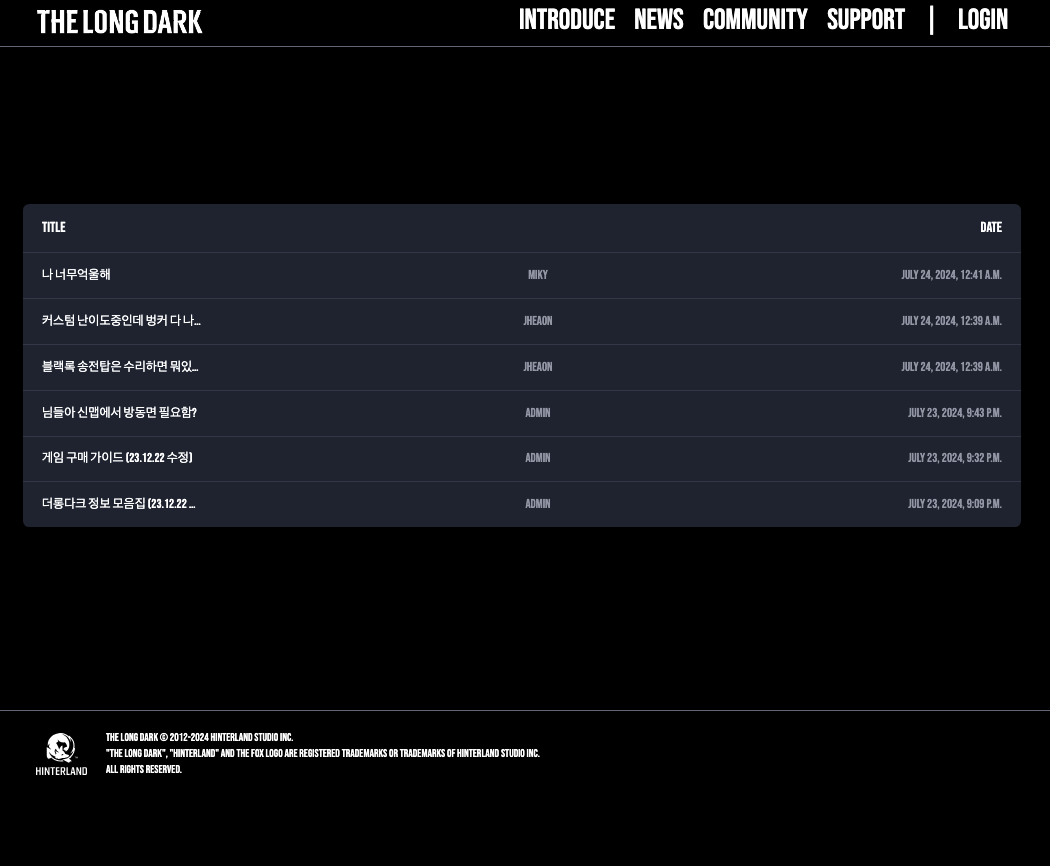 THE LONG DARK INTRODUCE NEWS COMMUNITY SUPPORT | LOGIN
TITLE DATE
나 너무억울해 MIKY JULY 24, 2024, 12:41 A.M.
커스텀 난이도중인데 벙커 다 나... JHEAON JULY 24, 2024, 12:39 A.M.
블랙록 송전탑은 수리하면 뭐있... JHEAON JULY 24, 2024, 12:39 A.M.
님들아 신맵에서 방동면 필요함? ADMIN JULY 23, 2024, 9:43 P.M.
게임 구매 가이드 (23.12.22 수정) ADMIN JULY 23, 2024, 9:32 P.M.
더롱다크 정보 모음집 (23.12.22 ... ADMIN JULY 23, 2024, 9:09 P.M.
HINTERLAND
THE LONG DARK © 2012-2024 HINTERLAND STUDIO INC.
"THE LONG DARK", "HINTERLAND" AND THE FOX LOGO ARE REGISTERED TRADEMARKS OR TRADEMARKS OF HINTERLAND STUDIO INC.
ALL RIGHTS RESERVED.